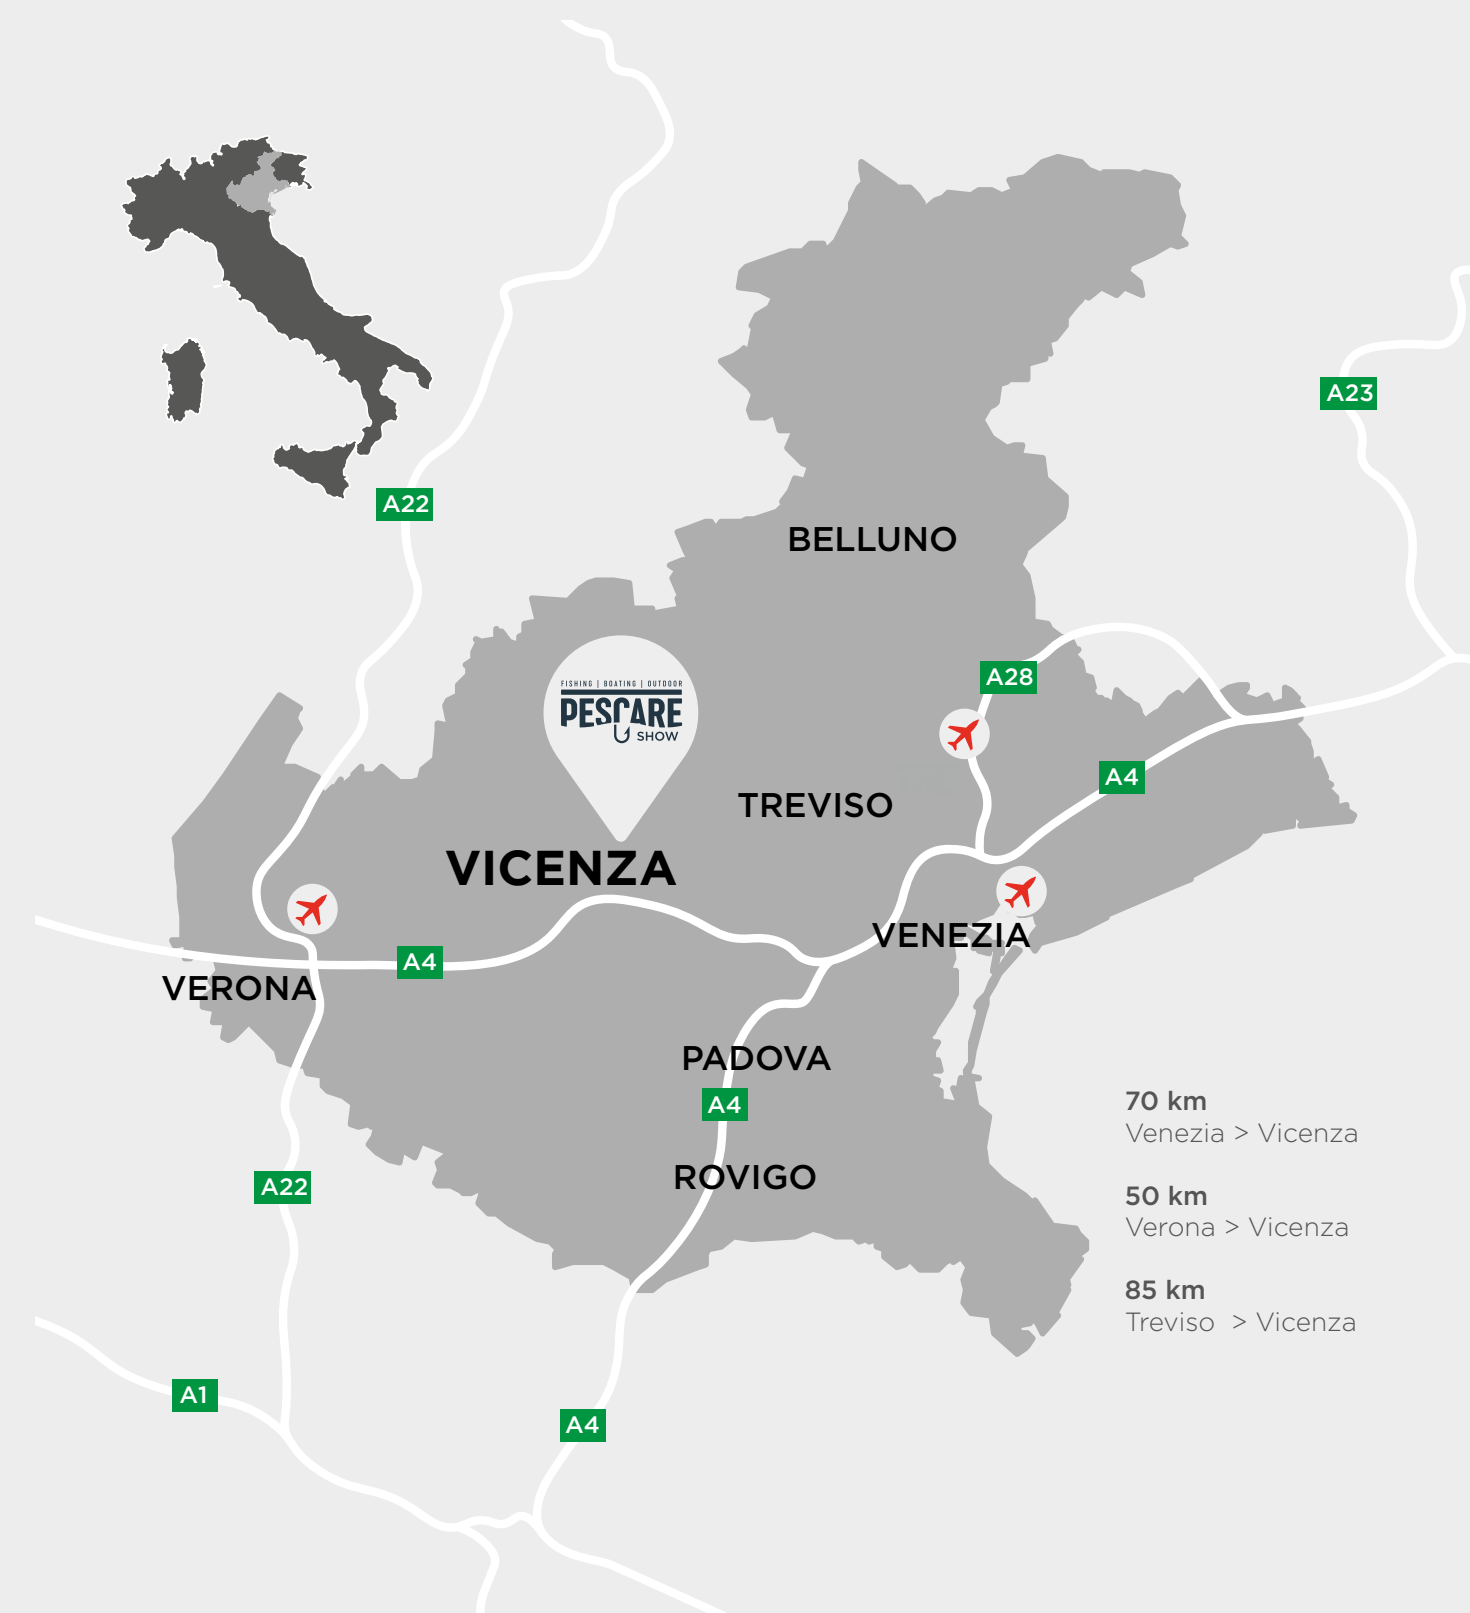 A23
A22
BELLUNO
A28
FISHING | BOATING | OUTDOOR
PESCARE
SHOW
A4
TREVISO
VICENZA
VENEZIA
A4
VERONA
PADOVA
A4
ROVIGO
A22
70 km
Venezia > Vicenza
50 km
Verona > Vicenza
85 km
Treviso > Vicenza
A1
A4